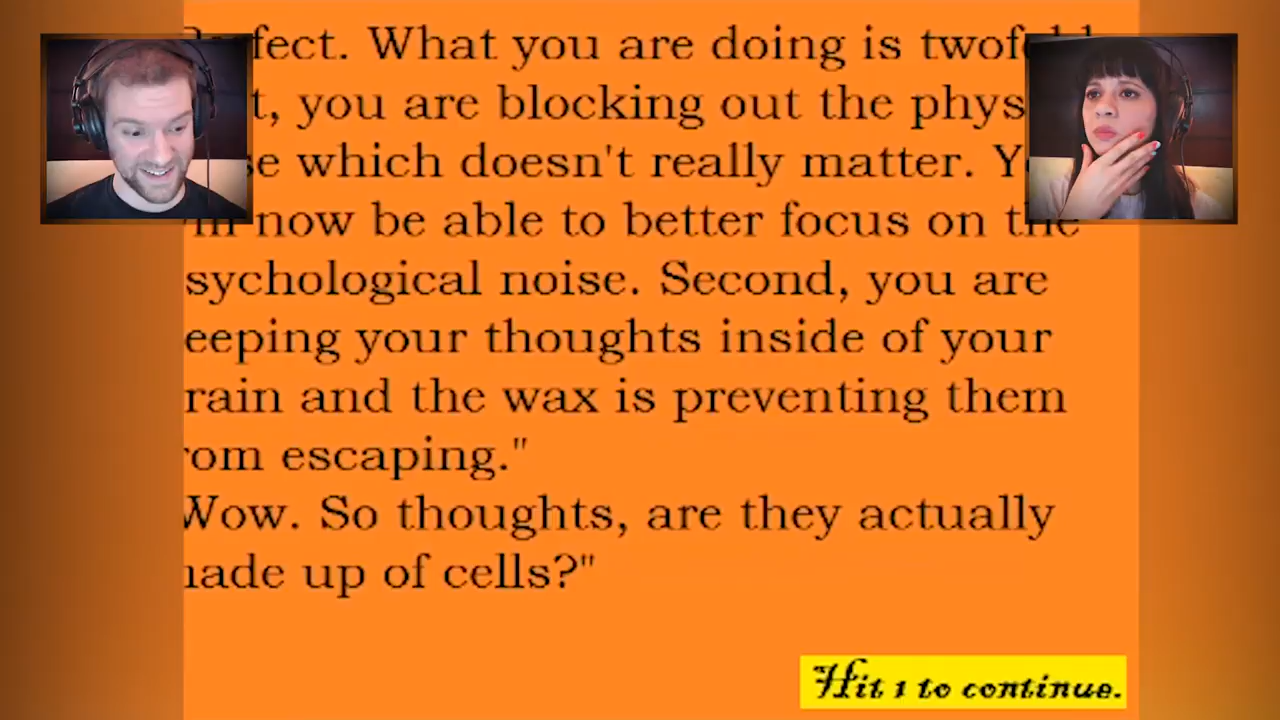 fect. What you are doing is twofold
t, you are blocking out the phys
se which doesn't really matter. Y
now be able to better focus on the
sychological noise. Second, you are
eeping your thoughts inside of your
rain and the wax is preventing them
rom escaping."
Wow. So thoughts, are they actually
ade up of cells?"
Hit 1 to continue.